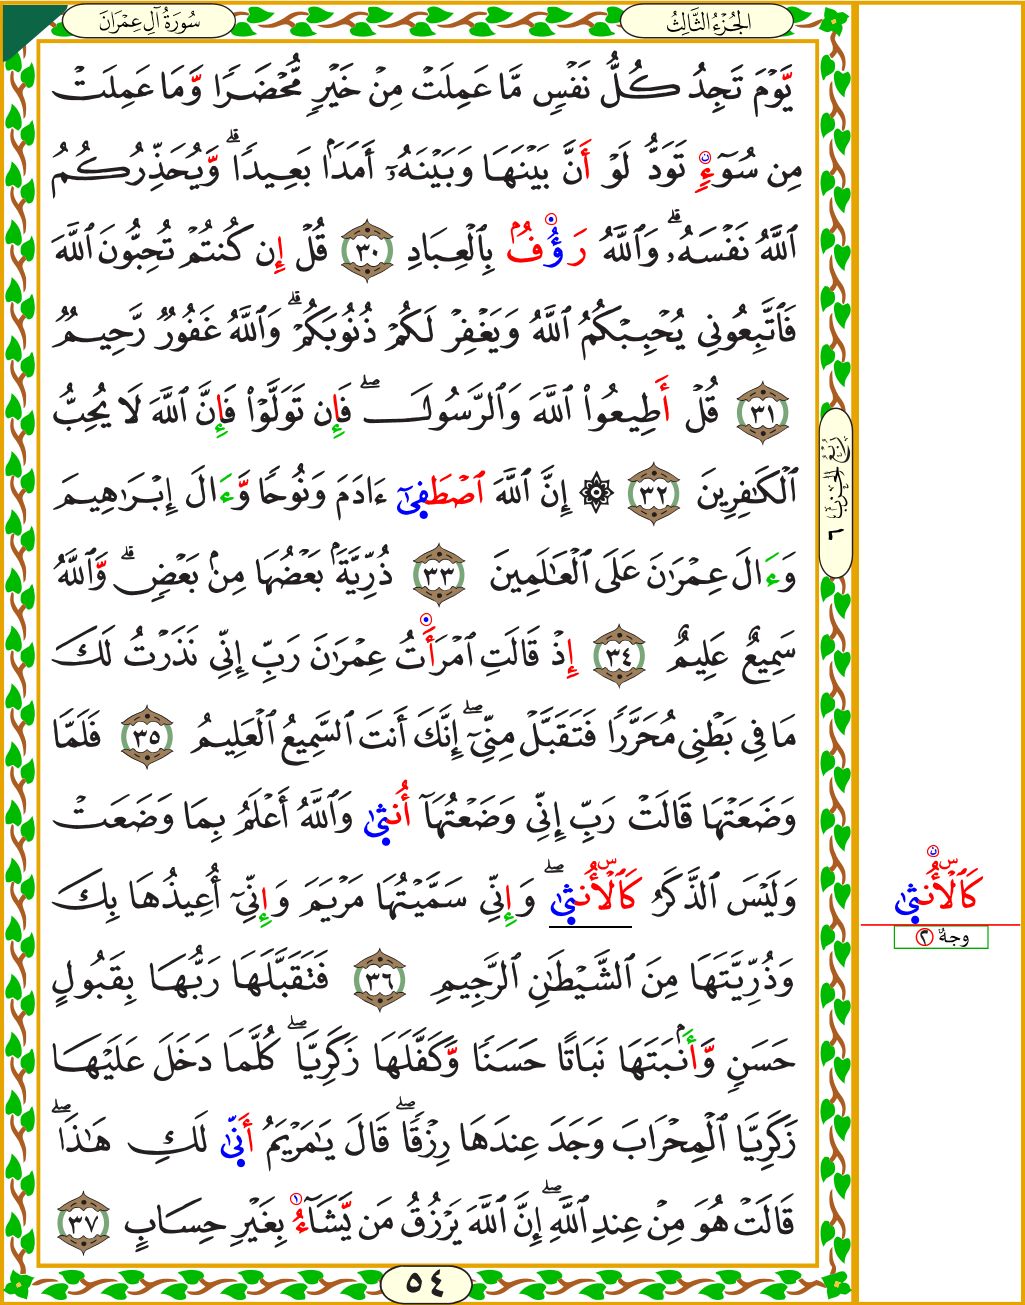 سُورَةُ آلِ عِمْرَانَ
الجُزْءُ الثَّالِثُ
يَّوْمَ تَجِدُ كُلُّ نَفْسٍ مَّا عَمِلَتْ مِنْ خَيْرٍ مُّحْضَرًا وَّمَا عَمِلَتْ
مِن سُوٓءٍ تَوَدُّ لَوْ أَنَّ بَيْنَهَا وَبَيْنَهُۥٓ أَمَدًۢا بَعِيدًا ۗ وَّيُحَذِّرُكُمُ
ٱللَّهُ نَفْسَهُۥ ۗ وَٱللَّهُ رَؤُفٌۢ بِٱلْعِبَادِ ٣٠ قُلْ إِن كُنتُمْ تُحِبُّونَ ٱللَّهَ
فَٱتَّبِعُونِي يُحْبِبْكُمُ ٱللَّهُ وَيَغْفِرْ لَكُمْ ذُنُوبَكُمْ ۗ وَٱللَّهُ غَفُورٌ رَّحِيمٌ
٣١ قُلْ أَطِيعُوا۟ ٱللَّهَ وَٱلرَّسُولَ ۖ فَإِن تَوَلَّوْا۟ فَإِنَّ ٱللَّهَ لَا يُحِبُّ
ٱلْكَٰفِرِينَ ٣٢ ۞ إِنَّ ٱللَّهَ ٱصْطَفَىٰٓ ءَادَمَ وَنُوحًا وَّءَالَ إِبْرَٰهِيمَ
وَءَالَ عِمْرَٰنَ عَلَى ٱلْعَٰلَمِينَ ٣٣ ذُرِّيَّةًۢ بَعْضُهَا مِنۢ بَعْضٍ ۗ وَّٱللَّهُ
سَمِيعٌ عَلِيمٌ ٣٤ إِذْ قَالَتِ ٱمْرَأَتُ عِمْرَٰنَ رَبِّ إِنِّي نَذَرْتُ لَكَ
مَا فِي بَطْنِي مُحَرَّرًا فَتَقَبَّلْ مِنِّيٓ ۖ إِنَّكَ أَنتَ ٱلسَّمِيعُ ٱلْعَلِيمُ ٣٥ فَلَمَّا
وَضَعَتْهَا قَالَتْ رَبِّ إِنِّي وَضَعْتُهَآ أُنثَىٰ وَٱللَّهُ أَعْلَمُ بِمَا وَضَعَتْ
وَلَيْسَ ٱلذَّكَرُ كَٱلْأُنثَىٰ ۖ وَإِنِّي سَمَّيْتُهَا مَرْيَمَ وَإِنِّيٓ أُعِيذُهَا بِكَ
وَذُرِّيَّتَهَا مِنَ ٱلشَّيْطَٰنِ ٱلرَّجِيمِ ٣٦ فَتَقَبَّلَهَا رَبُّهَا بِقَبُولٍ
حَسَنٍ وَّأَنۢبَتَهَا نَبَاتًا حَسَنًا وَّكَفَّلَهَا زَكَرِيَّا ۖ كُلَّمَا دَخَلَ عَلَيْهَا
زَكَرِيَّا ٱلْمِحْرَابَ وَجَدَ عِندَهَا رِزْقًا ۖ قَالَ يَٰمَرْيَمُ أَنَّىٰ لَكِ هَٰذَا ۖ
قَالَتْ هُوَ مِنْ عِندِ ٱللَّهِ ۖ إِنَّ ٱللَّهَ يَرْزُقُ مَن يَّشَآءُ بِغَيْرِ حِسَابٍ ٣٧
رُبْعُ الحِزْبِ ٦
كَٱلْأُنثَىٰ
وجهٌ ٣
٥٤